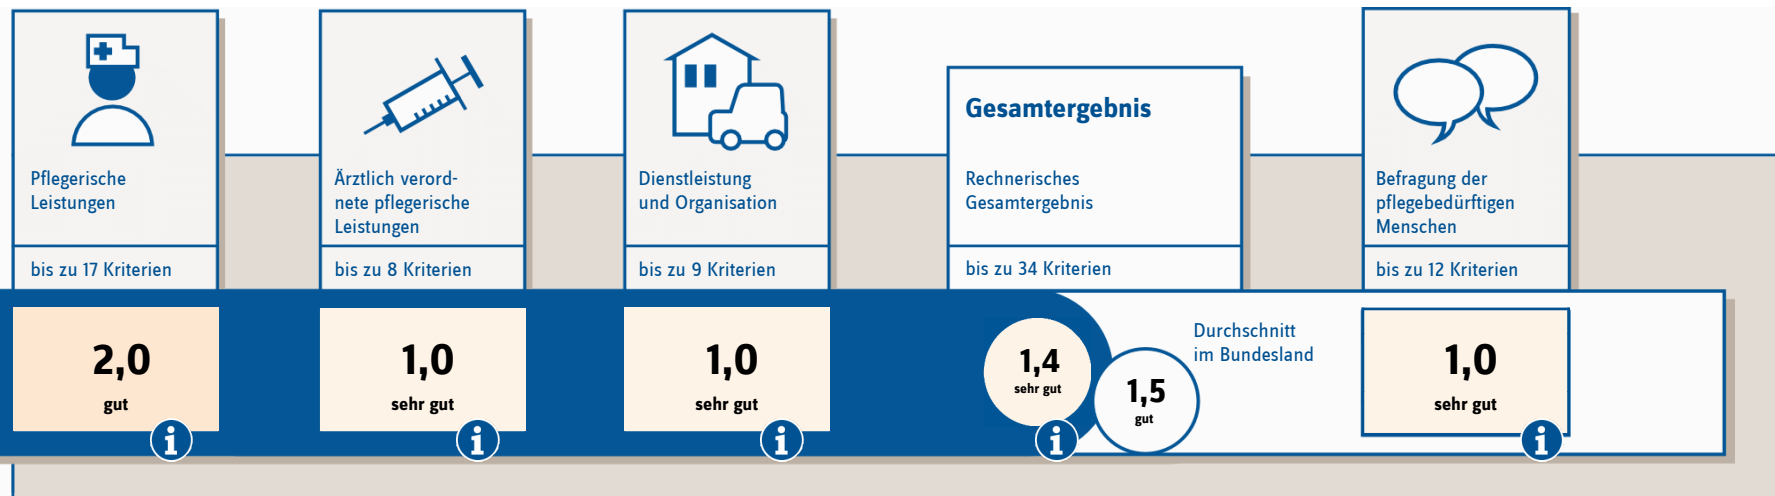 Pflegerische
Leistungen
bis zu 17 Kriterien
2,0
gut
Ärztlich verord-
nete pflegerische
Leistungen
bis zu 8 Kriterien
1,0
sehr gut
Dienstleistung
und Organisation
bis zu 9 Kriterien
1,0
sehr gut
Gesamtergebnis
Rechnerisches
Gesamtergebnis
bis zu 34 Kriterien
1,4
sehr gut
1,5
gut
Durchschnitt
im Bundesland
Befragung der
pflegebedürftigen
Menschen
bis zu 12 Kriterien
1,0
sehr gut